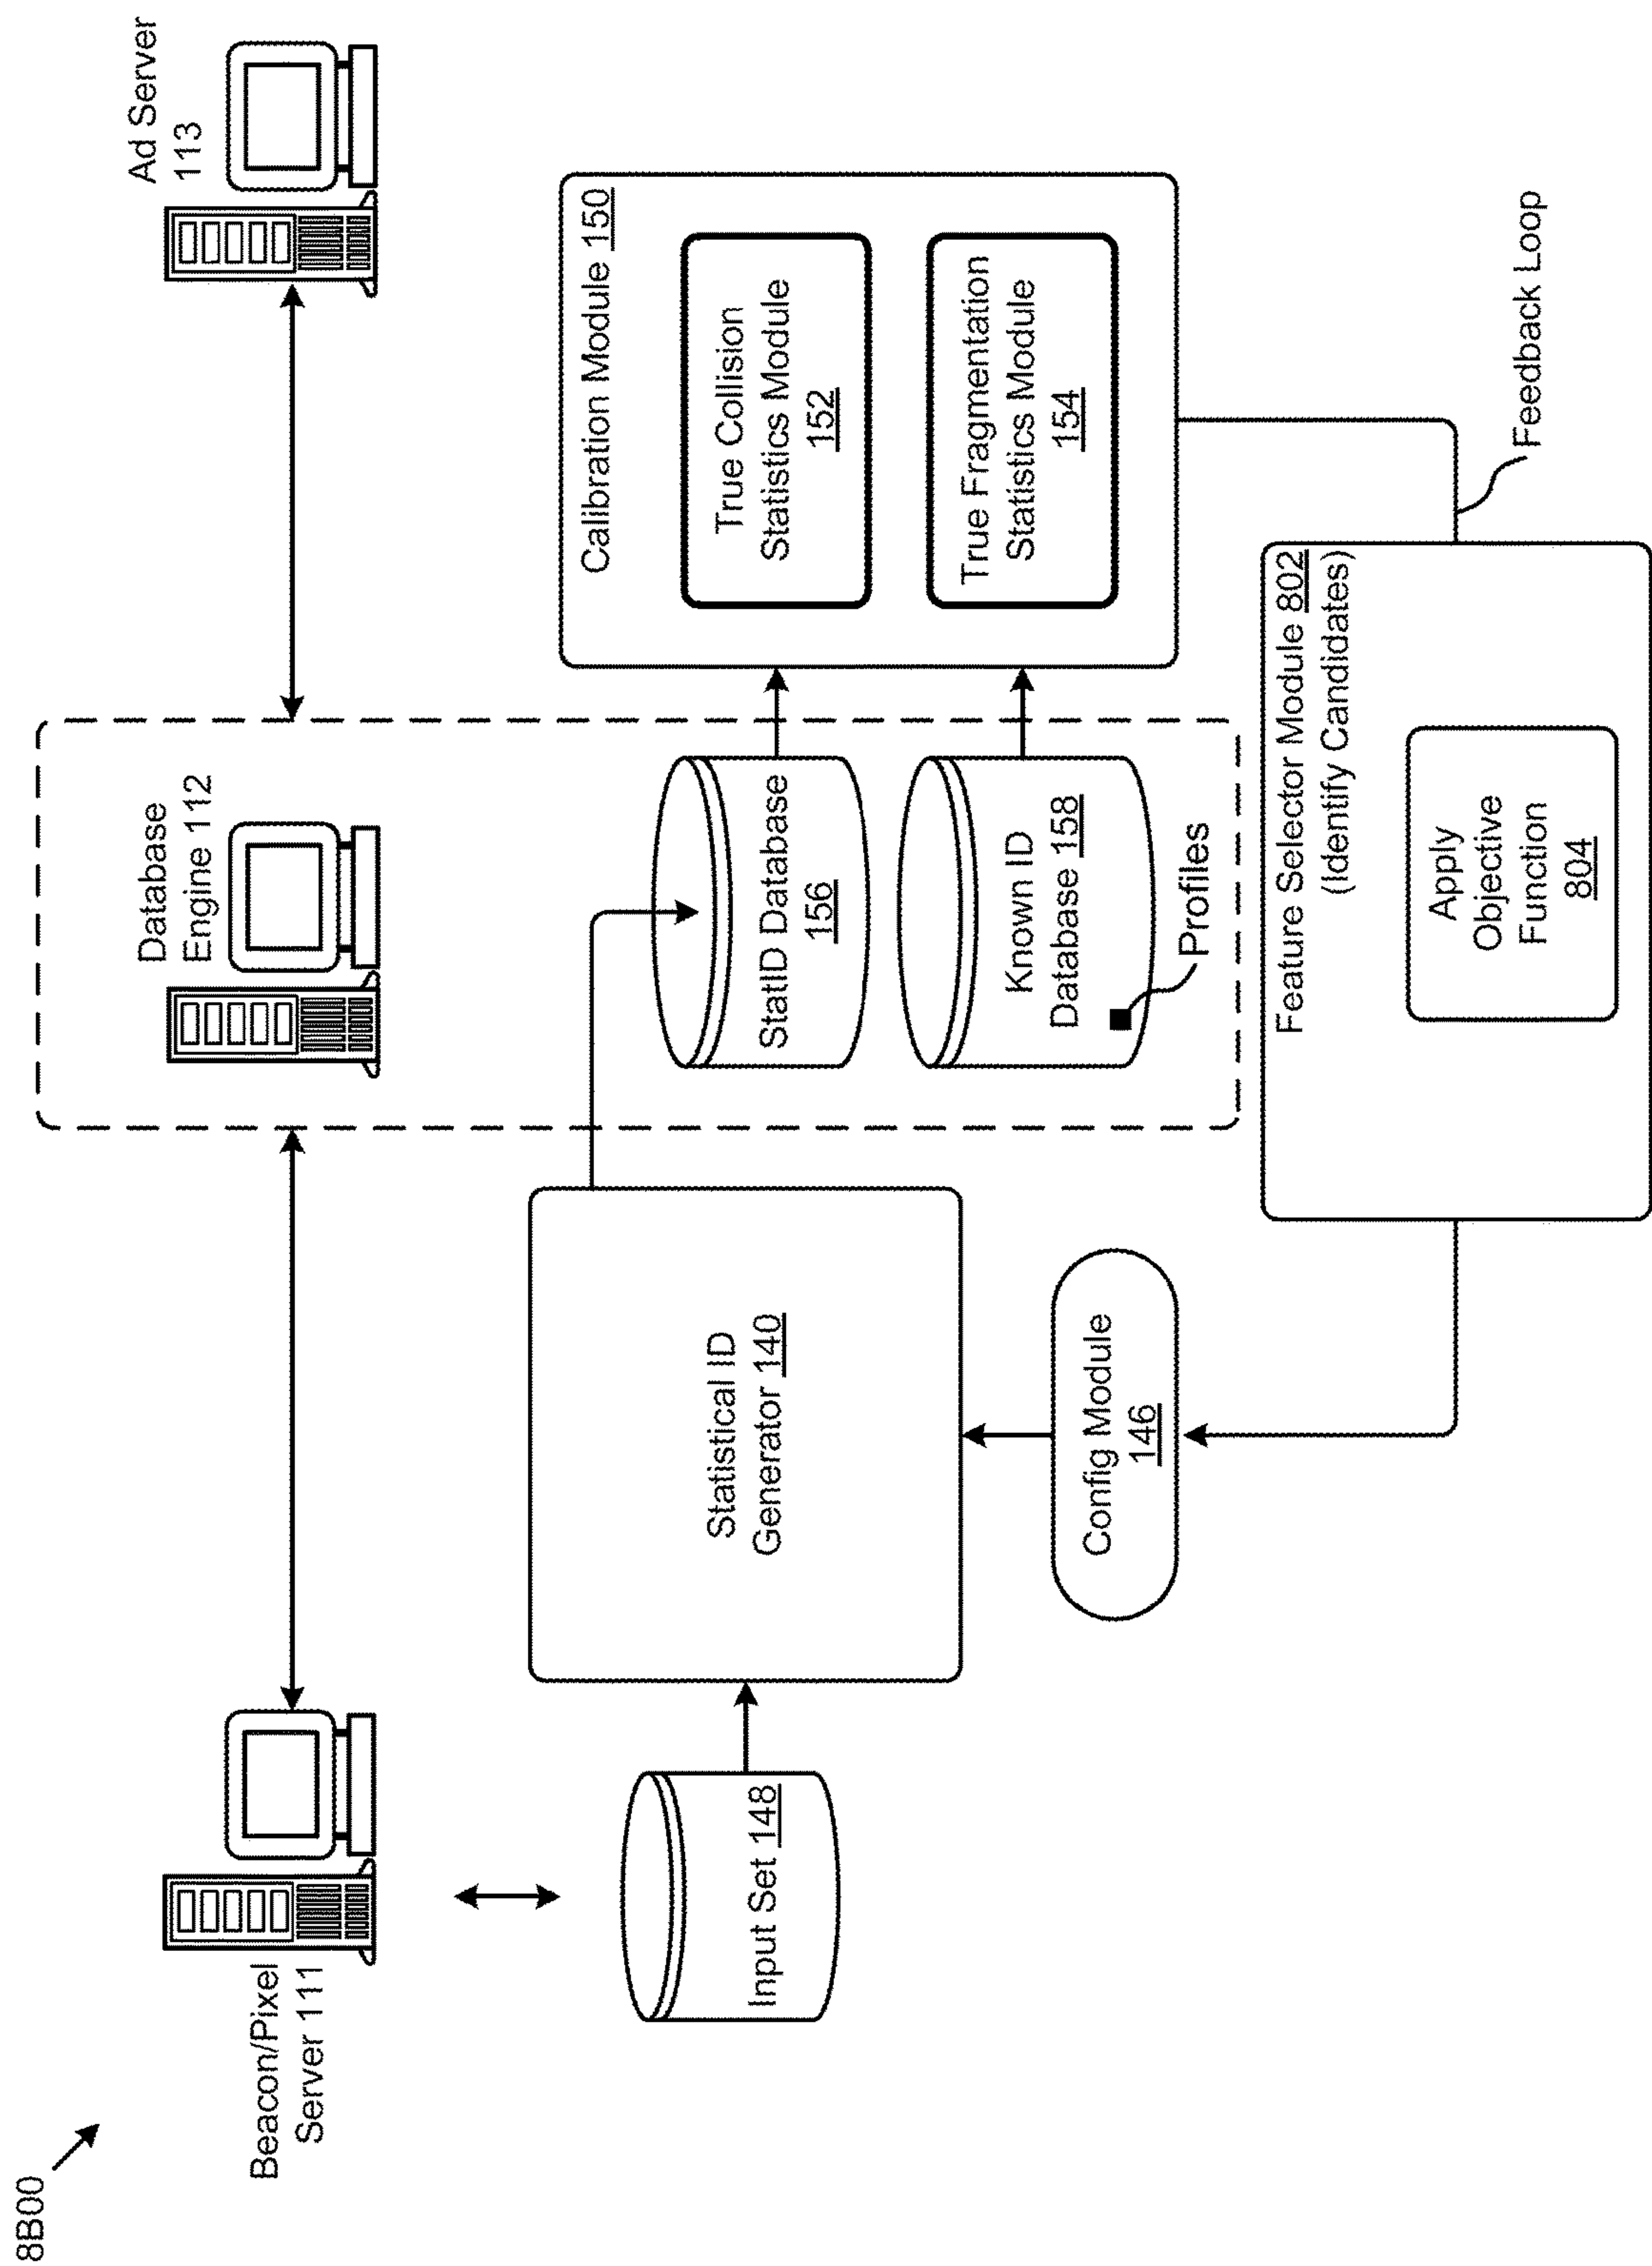 8B00
Beacon/Pixel
Server 111
Database
Engine 112
Ad Server
113
Input Set 148
Statistical ID
Generator 140
Config Module
146
StatID Database
156
Known ID
Database 158
Profiles
Calibration Module 150
True Collision
Statistics Module
152
True Fragmentation
Statistics Module
154
Feature Selector Module 802
(Identify Candidates)
Apply
Objective
Function
804
Feedback Loop